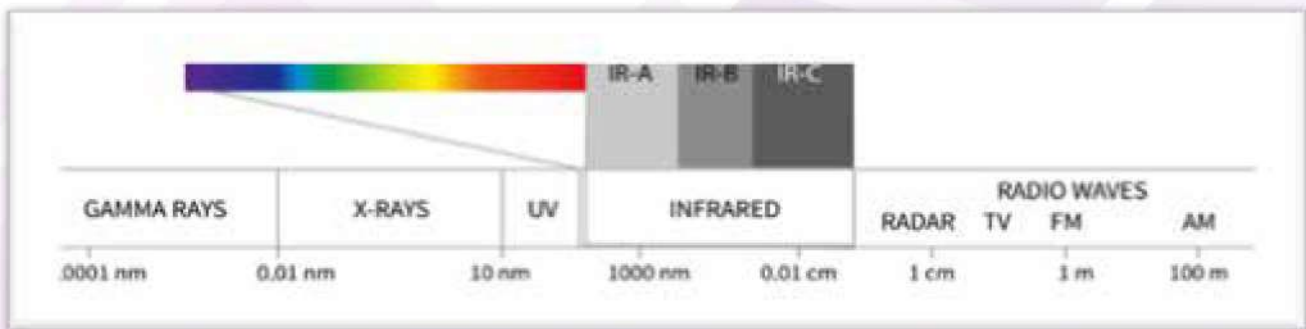 IR-A IR-B IR-C
RADIO WAVES
GAMMA RAYS X-RAYS UV INFRARED
RADAR TV FM AM
.0001 nm 0.01 nm 10 nm 1000 nm 0.01 cm 1 cm 1 m 100 m